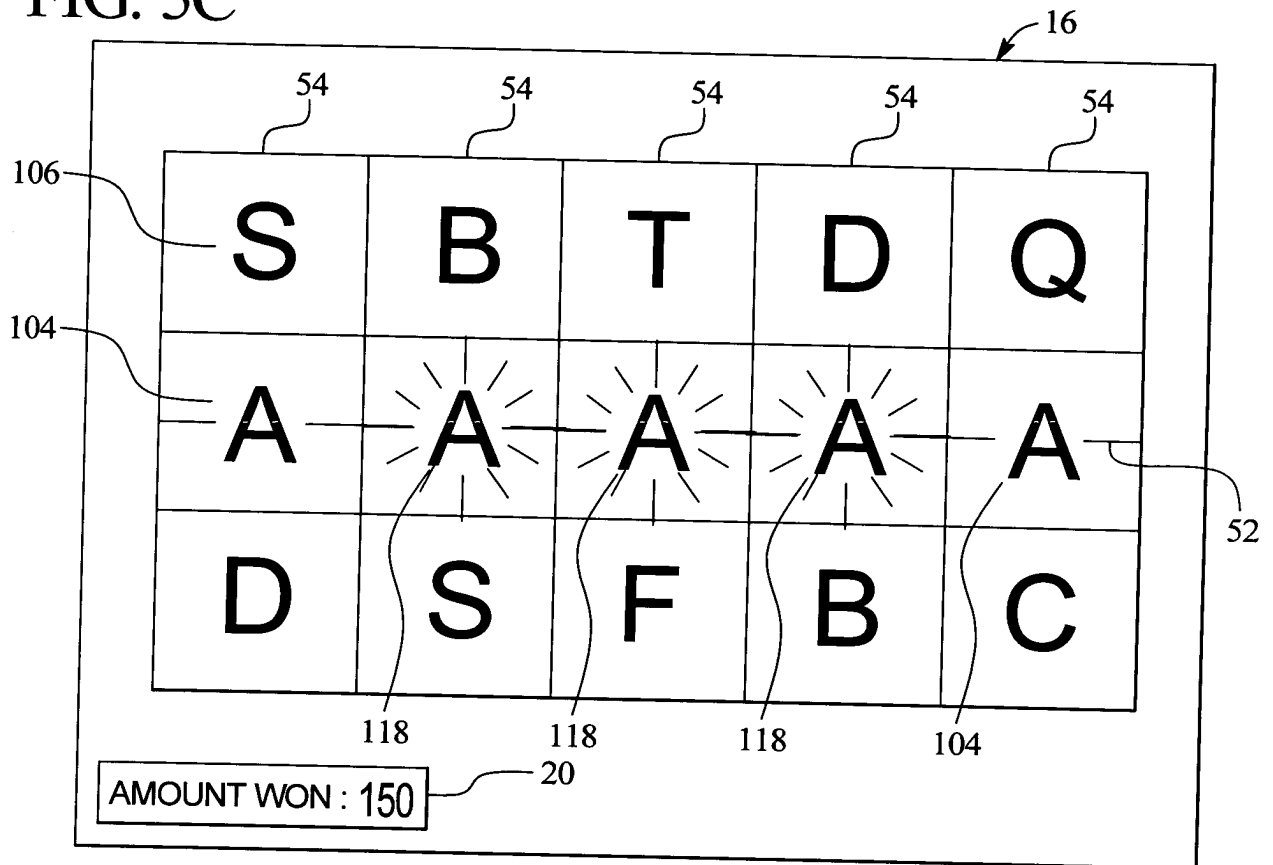 FIG. 5C
16
54 54 54 54 54
106
S B T D Q
104
A A A A A
52
D S F B C
118 118 118 104
AMOUNT WON : 150
20